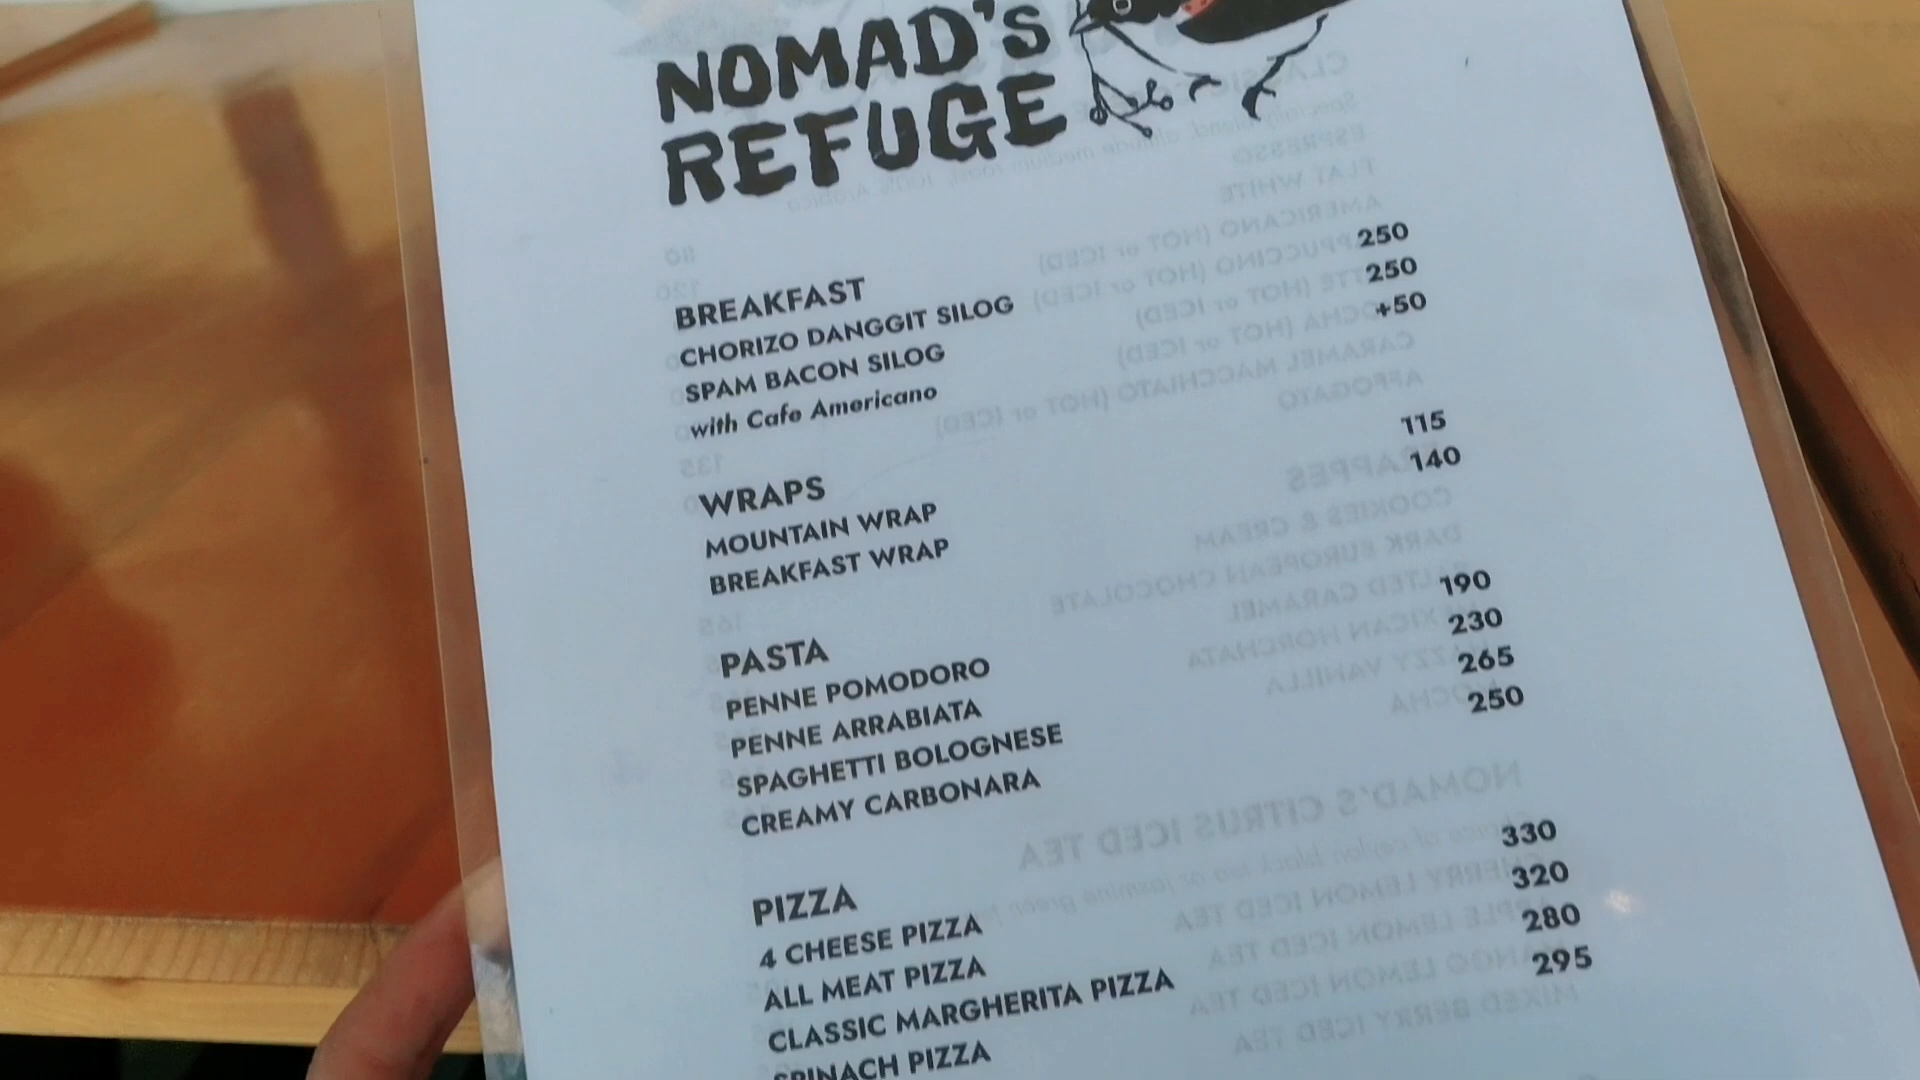 NOMAD'S
REFUGE
BREAKFAST
CHORIZO DANGGIT SILOG 250
SPAM BACON SILOG 250
with Cafe Americano +50
WRAPS
MOUNTAIN WRAP 115
BREAKFAST WRAP 140
PASTA
PENNE POMODORO 190
PENNE ARRABIATA 230
SPAGHETTI BOLOGNESE 265
CREAMY CARBONARA 250
PIZZA
4 CHEESE PIZZA 330
ALL MEAT PIZZA 320
CLASSIC MARGHERITA PIZZA 280
SPINACH PIZZA 295